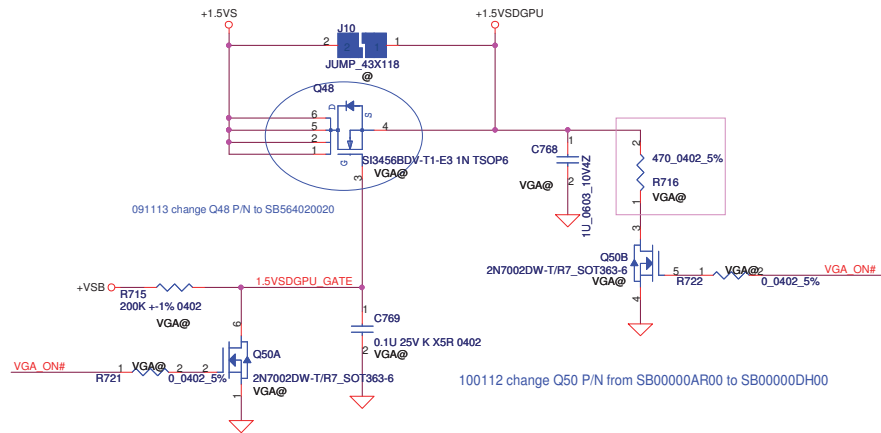 +1.5VS
+1.5VSDGPU
J10
2 2 1 1
JUMP_43X118
@
Q48
D S
6
5
2
1
4
G
SI3456BDV-T1-E3 1N TSOP6
VGA@
3
C768
1
2
VGA@
1U_0603_10V4Z
2
470_0402_5%
R716
VGA@
1
091113 change Q48 P/N to SB564020020
3
Q50B
2N7002DW-T/R7_SOT363-6
VGA@
4
5
R722
1 VGA@ 2
0_0402_5%
VGA_ON#
+VSB
R715
200K +-1% 0402
VGA@
1.5VSDGPU_GATE
1
C769
2
0.1U 25V K X5R 0402
VGA@
6
Q50A
2N7002DW-T/R7_SOT363-6
VGA@
1
VGA_ON#
1 VGA@ 2 2
R721
0_0402_5%
100112 change Q50 P/N from SB00000AR00 to SB00000DH00